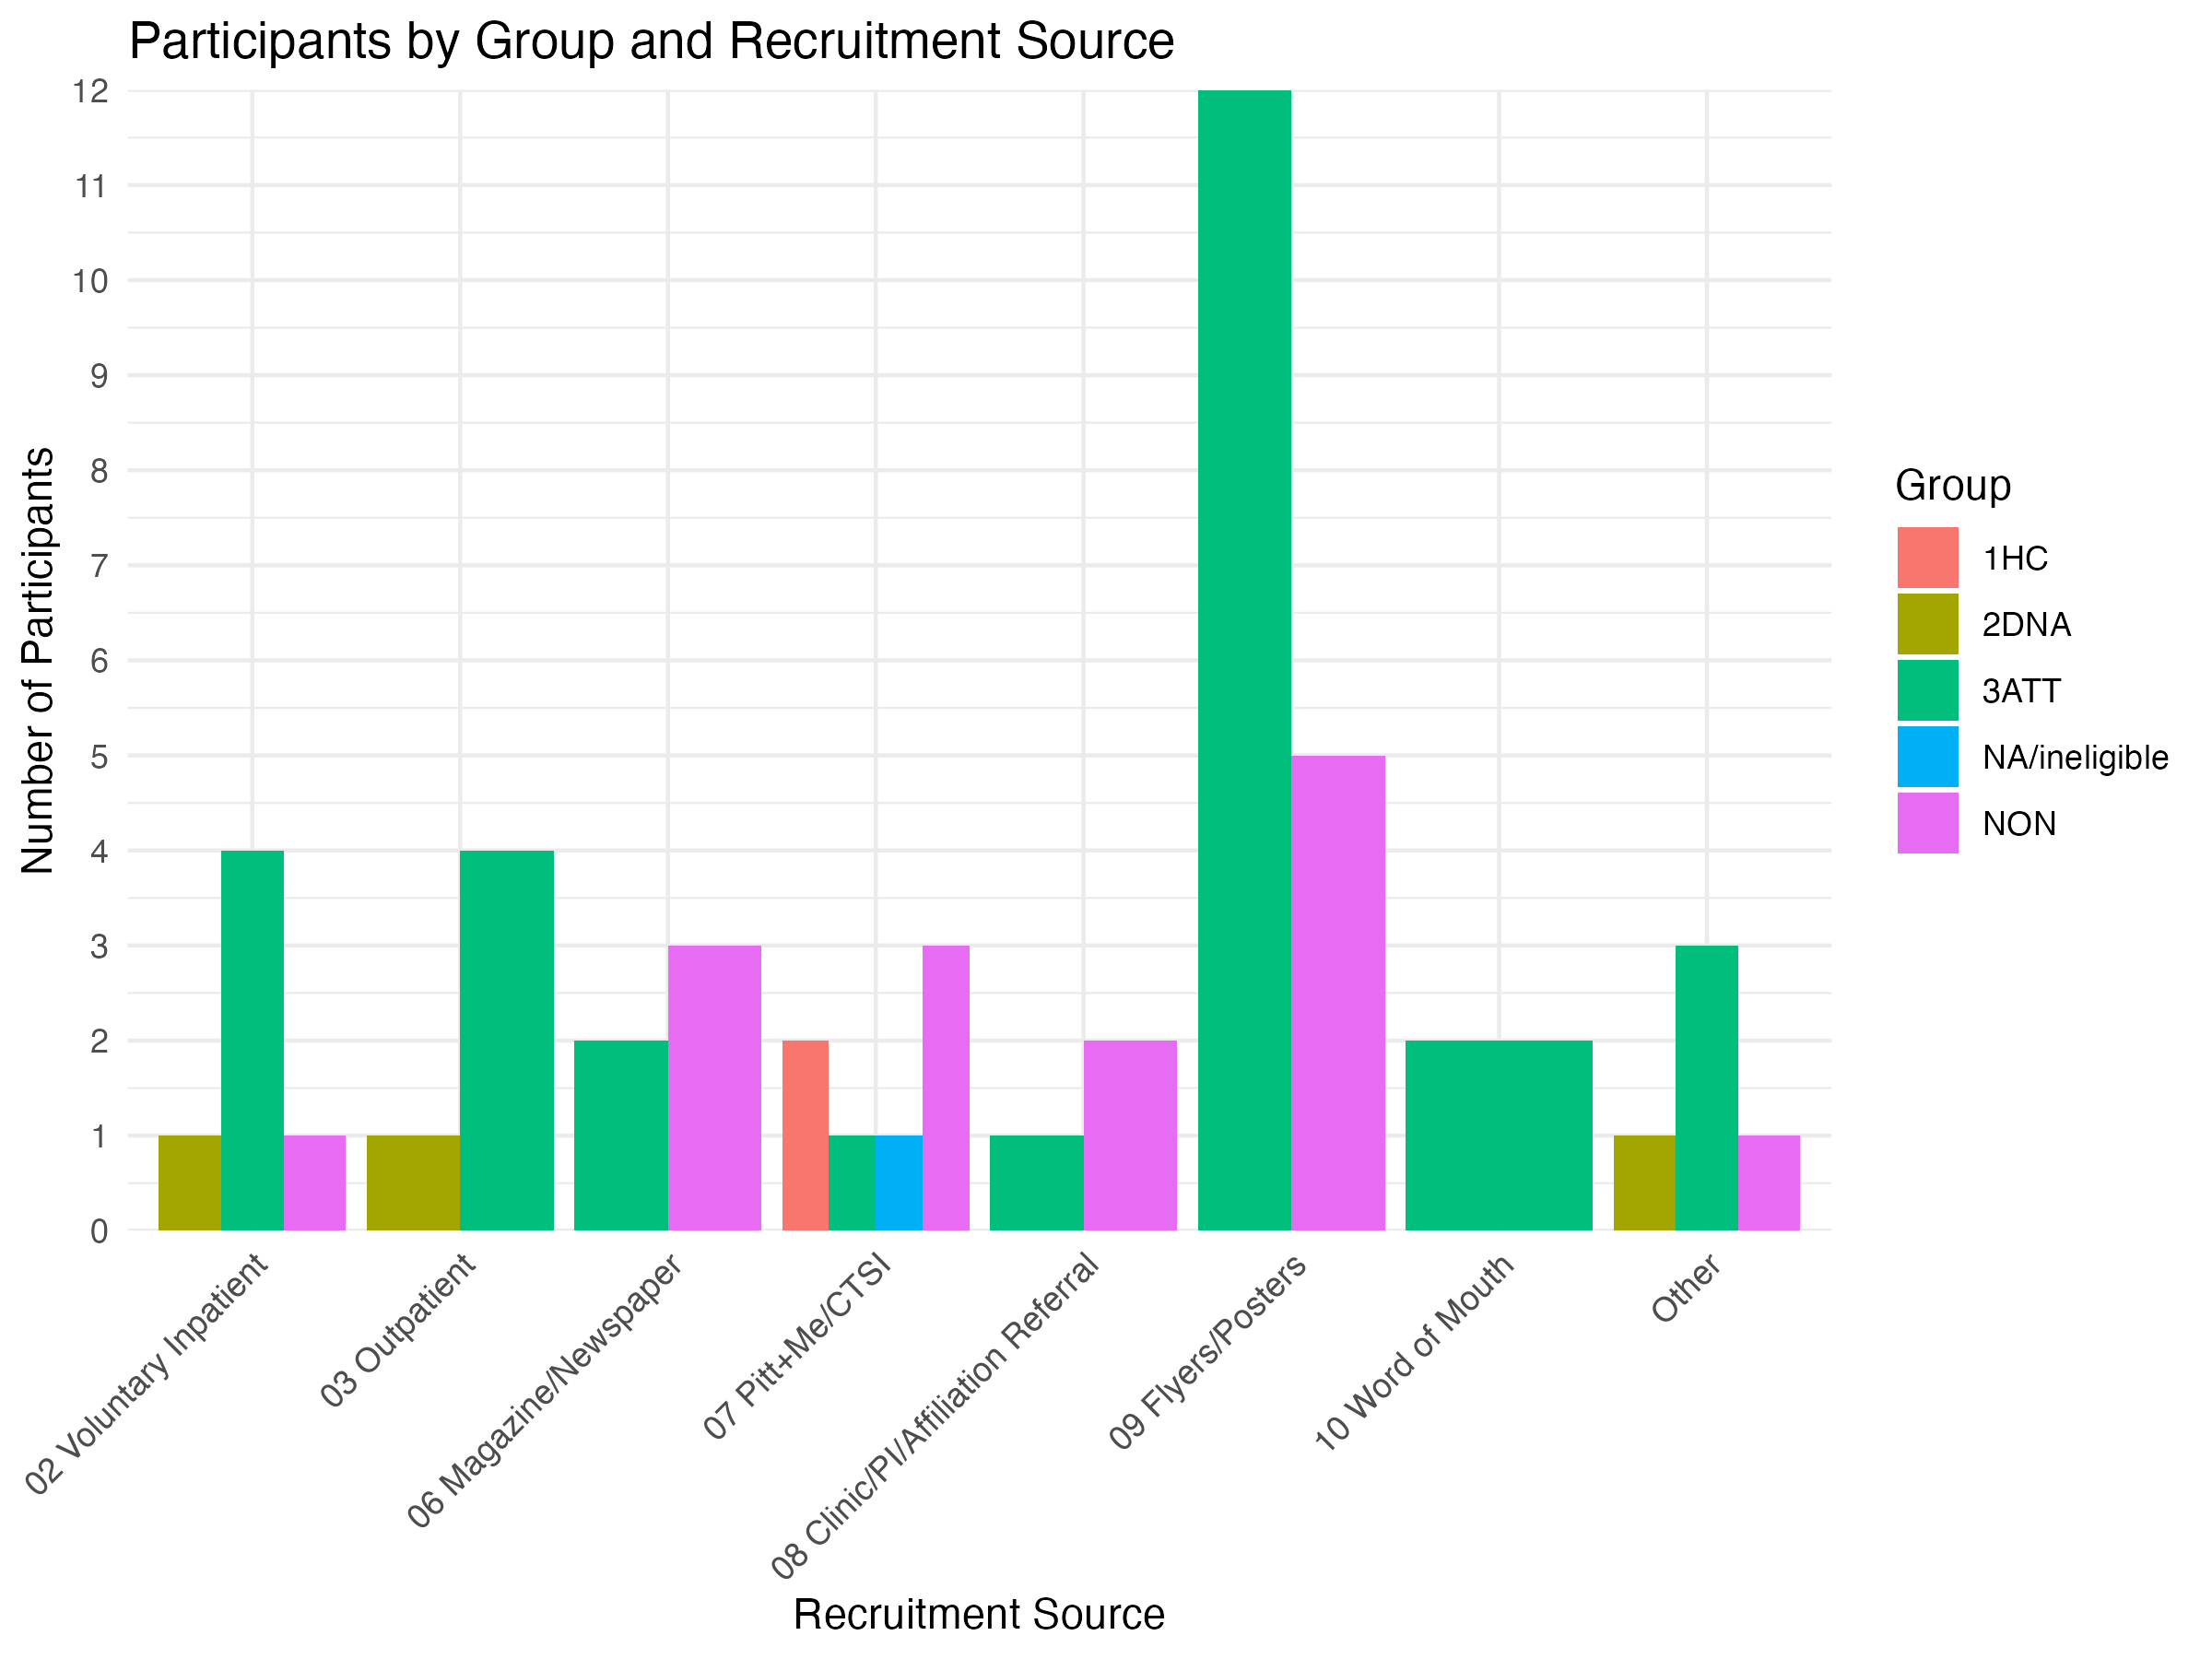 Participants by Group and Recruitment Source
Number of Participants
12
11
10
9
8
7
6
5
4
3
2
1
0
02 Voluntary Inpatient
03 Outpatient
06 Magazine/Newspaper
07 Pitt+Me/CTSI
08 Clinic/PI/Affiliation Referral
09 Flyers/Posters
10 Word of Mouth
Other
Recruitment Source
Group
1HC
2DNA
3ATT
NA/ineligible
NON